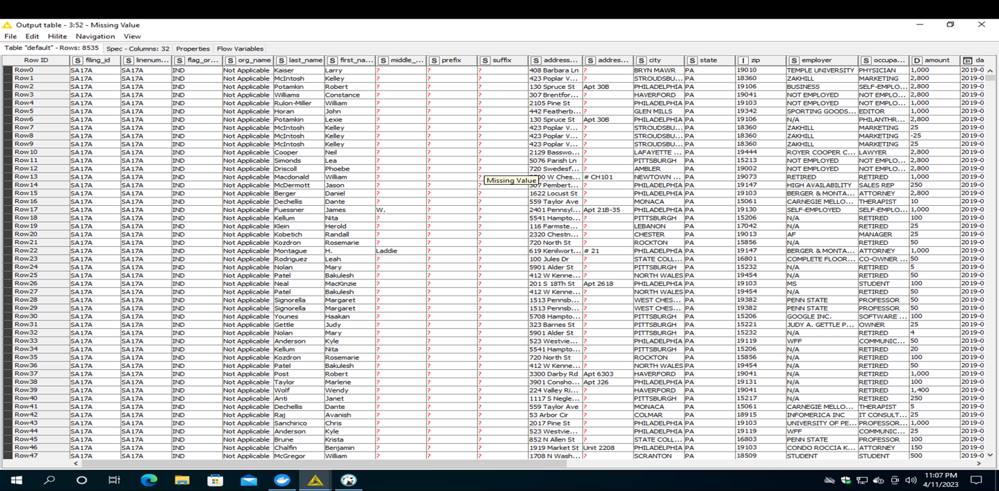 Output table - 3:52 - Missing Value
File Edit Hilite Navigation View
Table "default" - Rows: 8535 Spec - Columns: 32 Properties Flow Variables
Row ID S filing_id S linenum... S flag_or... S org_name S last_name S first_na... S middle_... S prefix S suffix S address... S addres... S city S state I zip S employer S occupa... D amount 31 da
Row0 SA17A SA17A IND Not Applicable Kaiser Larry ? ? ? 408 Barbara Ln ? BRYN MAWR PA 19010 TEMPLE UNIVERSITY PHYSICIAN 1,000 2019-0
Row1 SA17A SA17A IND Not Applicable McIntosh Kelley ? ? ? 423 Poplar V... ? STROUDSBU... PA 18360 ZAKHILL MARKETING 2,800 2019-0
Row2 SA17A SA17A IND Not Applicable Potamkin Robert ? ? ? 130 Spruce St Apt 30B PHILADELPHIA PA 19106 BUSINESS SELF-EMPLO... 2,800 2019-0
Row3 SA17A SA17A IND Not Applicable Williams Constance ? ? ? 307 Brentfor... ? HAVERFORD PA 19041 NOT EMPLOYED NOT EMPLO... 2,800 2019-0
Row4 SA17A SA17A IND Not Applicable Rulon-Miller William ? ? ? 2105 Pine St ? PHILADELPHIA PA 19103 NOT EMPLOYED NOT EMPLO... 2,800 2019-0
Row5 SA17A SA17A IND Not Applicable Horan John ? ? ? 442 Featherb... ? GLEN MILLS PA 19342 SPORTING GOODS... EDITOR 1,000 2019-0
Row6 SA17A SA17A IND Not Applicable Potamkin Lexie ? ? ? 130 Spruce St Apt 30B PHILADELPHIA PA 19106 N/A PHILANTHR... 2,800 2019-0
Row7 SA17A SA17A IND Not Applicable McIntosh Kelley ? ? ? 423 Poplar V... ? STROUDSBU... PA 18360 ZAKHILL MARKETING 25 2019-0
Row8 SA17A SA17A IND Not Applicable McIntosh Kelley ? ? ? 423 Poplar V... ? STROUDSBU... PA 18360 ZAKHILL MARKETING -25 2019-0
Row9 SA17A SA17A IND Not Applicable McIntosh Kelley ? ? ? 423 Poplar V... ? STROUDSBU... PA 18360 ZAKHILL MARKETING 25 2019-0
Row10 SA17A SA17A IND Not Applicable Cooper Neil ? ? ? 2129 Basswo... ? LAFAYETTE ... PA 19444 ROYER COOPER C... LAWYER 2,800 2019-0
Row11 SA17A SA17A IND Not Applicable Simonds Lea ? ? ? 5076 Parish Ln ? PITTSBURGH PA 15213 NOT EMPLOYED NOT EMPLO... 2,800 2019-0
Row12 SA17A SA17A IND Not Applicable Driscoll Phoebe ? ? ? 720 Swedesf... ? AMBLER PA 19002 NOT EMPLOYED NOT EMPLO... 2,800 2019-0
Row13 SA17A SA17A IND Not Applicable Macdonald William ? ? ? W Ches... # CH101 NEWTOWN ... PA 19073 RETIRED RETIRED 1,000 2019-0
Missing Value
Row14 SA17A SA17A IND Not Applicable McDermott Jason ? ? ? Pembert... ? PHILADELPHIA PA 19147 HIGH AVAILABILITY SALES REP 250 2019-0
Row15 SA17A SA17A IND Not Applicable Berger Daniel ? ? ? 1622 Locust St ? PHILADELPHIA PA 19103 BERGER & MONTA... ATTORNEY 2,800 2019-0
Row16 SA17A SA17A IND Not Applicable Dechellis Dante ? ? ? 559 Taylor Ave ? MONACA PA 15061 CARNEGIE MELLO... THERAPIST 10 2019-0
Row17 SA17A SA17A IND Not Applicable Fuessner James W. ? ? 2401 Pennsyl... Apt 21B-35 PHILADELPHIA PA 19130 SELF-EMPLOYED SELF-EMPLO... 1,000 2019-0
Row18 SA17A SA17A IND Not Applicable Kellum Nita ? ? ? 5541 Hampto... ? PITTSBURGH PA 15206 N/A RETIRED 100 2019-0
Row19 SA17A SA17A IND Not Applicable Klein Herold ? ? ? 116 Farmste... ? LEBANON PA 17042 N/A RETIRED 25 2019-0
Row20 SA17A SA17A IND Not Applicable Kobetich Randall ? ? ? 2320 Chestn... ? CHESTER PA 19013 AF MANAGER 25 2019-0
Row21 SA17A SA17A IND Not Applicable Kozdron Rosemarie ? ? ? 720 North St ? ROCKTON PA 15856 N/A RETIRED 50 2019-0
Row22 SA17A SA17A IND Not Applicable Montague H. Laddie ? ? 619 Kenilwort... # 21 PHILADELPHIA PA 19147 BERGER & MONTA... ATTORNEY 1,000 2019-0
Row23 SA17A SA17A IND Not Applicable Rodriguez Leah ? ? ? 100 Jules Dr ? STATE COLL... PA 16801 COMPLETE FLOOR... CO-OWNER ... 50 2019-0
Row24 SA17A SA17A IND Not Applicable Nolan Mary ? ? ? 5901 Alder St ? PITTSBURGH PA 15232 N/A RETIRED 5 2019-0
Row25 SA17A SA17A IND Not Applicable Patel Bakulesh ? ? ? 412 W Kenne... ? NORTH WALES PA 19454 N/A RETIRED 50 2019-0
Row26 SA17A SA17A IND Not Applicable Neal MacKinzie ? ? ? 201 S 18Th St Apt 2618 PHILADELPHIA PA 19103 MS STUDENT 100 2019-0
Row27 SA17A SA17A IND Not Applicable Patel Bakulesh ? ? ? 412 W Kenne... ? NORTH WALES PA 19454 N/A RETIRED 50 2019-0
Row28 SA17A SA17A IND Not Applicable Signorella Margaret ? ? ? 1513 Pennsb... ? WEST CHES... PA 19382 PENN STATE PROFESSOR 50 2019-0
Row29 SA17A SA17A IND Not Applicable Signorella Margaret ? ? ? 1513 Pennsb... ? WEST CHES... PA 19382 PENN STATE PROFESSOR 50 2019-0
Row30 SA17A SA17A IND Not Applicable Younes Haakan ? ? ? 5708 Hampto... ? PITTSBURGH PA 15206 GOOGLE INC. SOFTWARE ... 100 2019-0
Row31 SA17A SA17A IND Not Applicable Gettle Judy ? ? ? 323 Barnes St ? PITTSBURGH PA 15221 JUDY A. GETTLE P... OWNER 25 2019-0
Row32 SA17A SA17A IND Not Applicable Nolan Mary ? ? ? 5901 Alder St ? PITTSBURGH PA 15232 N/A RETIRED 4 2019-0
Row33 SA17A SA17A IND Not Applicable Anderson Kyle ? ? ? 523 Westvie... ? PHILADELPHIA PA 19119 WFF COMMUNIC... 50 2019-0
Row34 SA17A SA17A IND Not Applicable Kellum Nita ? ? ? 5541 Hampto... ? PITTSBURGH PA 15206 N/A RETIRED 20 2019-0
Row35 SA17A SA17A IND Not Applicable Kozdron Rosemarie ? ? ? 720 North St ? ROCKTON PA 15856 N/A RETIRED 100 2019-0
Row36 SA17A SA17A IND Not Applicable Patel Bakulesh ? ? ? 412 W Kenne... ? NORTH WALES PA 19454 N/A RETIRED 50 2019-0
Row37 SA17A SA17A IND Not Applicable Post Robert ? ? ? 3300 Darby Rd Apt 6303 HAVERFORD PA 19041 N/A RETIRED 1,000 2019-0
Row38 SA17A SA17A IND Not Applicable Taylor Marlene ? ? ? 3901 Consho... Apt J26 PHILADELPHIA PA 19131 N/A RETIRED 100 2019-0
Row39 SA17A SA17A IND Not Applicable Wolf Wendy ? ? ? 224 Valley Ri... ? HAVERFORD PA 19041 N/A RETIRED 1,400 2019-0
Row40 SA17A SA17A IND Not Applicable Anti Janet ? ? ? 1117 S Negle... ? PITTSBURGH PA 15217 N/A RETIRED 250 2019-0
Row41 SA17A SA17A IND Not Applicable Dechellis Dante ? ? ? 559 Taylor Ave ? MONACA PA 15061 CARNEGIE MELLO... THERAPIST 5 2019-0
Row42 SA17A SA17A IND Not Applicable Raj Avanish ? ? ? 53 Arbor Cir ? COLMAR PA 18915 INFOMERICA INC IT CONSULT... 25 2019-0
Row43 SA17A SA17A IND Not Applicable Sanchirico Chris ? ? ? 2017 Pine St ? PHILADELPHIA PA 19103 UNIVERSITY OF PE... PROFESSOR... 1,000 2019-0
Row44 SA17A SA17A IND Not Applicable Anderson Kyle ? ? ? 523 Westvie... ? PHILADELPHIA PA 19119 WFF COMMUNIC... 25 2019-0
Row45 SA17A SA17A IND Not Applicable Brune Krista ? ? ? 852 N Allen St ? STATE COLL... PA 16803 PENN STATE PROFESSOR 100 2019-0
Row46 SA17A SA17A IND Not Applicable Chalfin Benjamin ? ? ? 1919 Market St Unit 2208 PHILADELPHIA PA 19103 CONDO ROCCIA K... ATTORNEY 150 2019-0
Row47 SA17A SA17A IND Not Applicable McGregor William ? ? ? 1708 N Wash... ? SCRANTON PA 18509 STUDENT STUDENT 500 2019-0
11:07 PM
4/11/2023